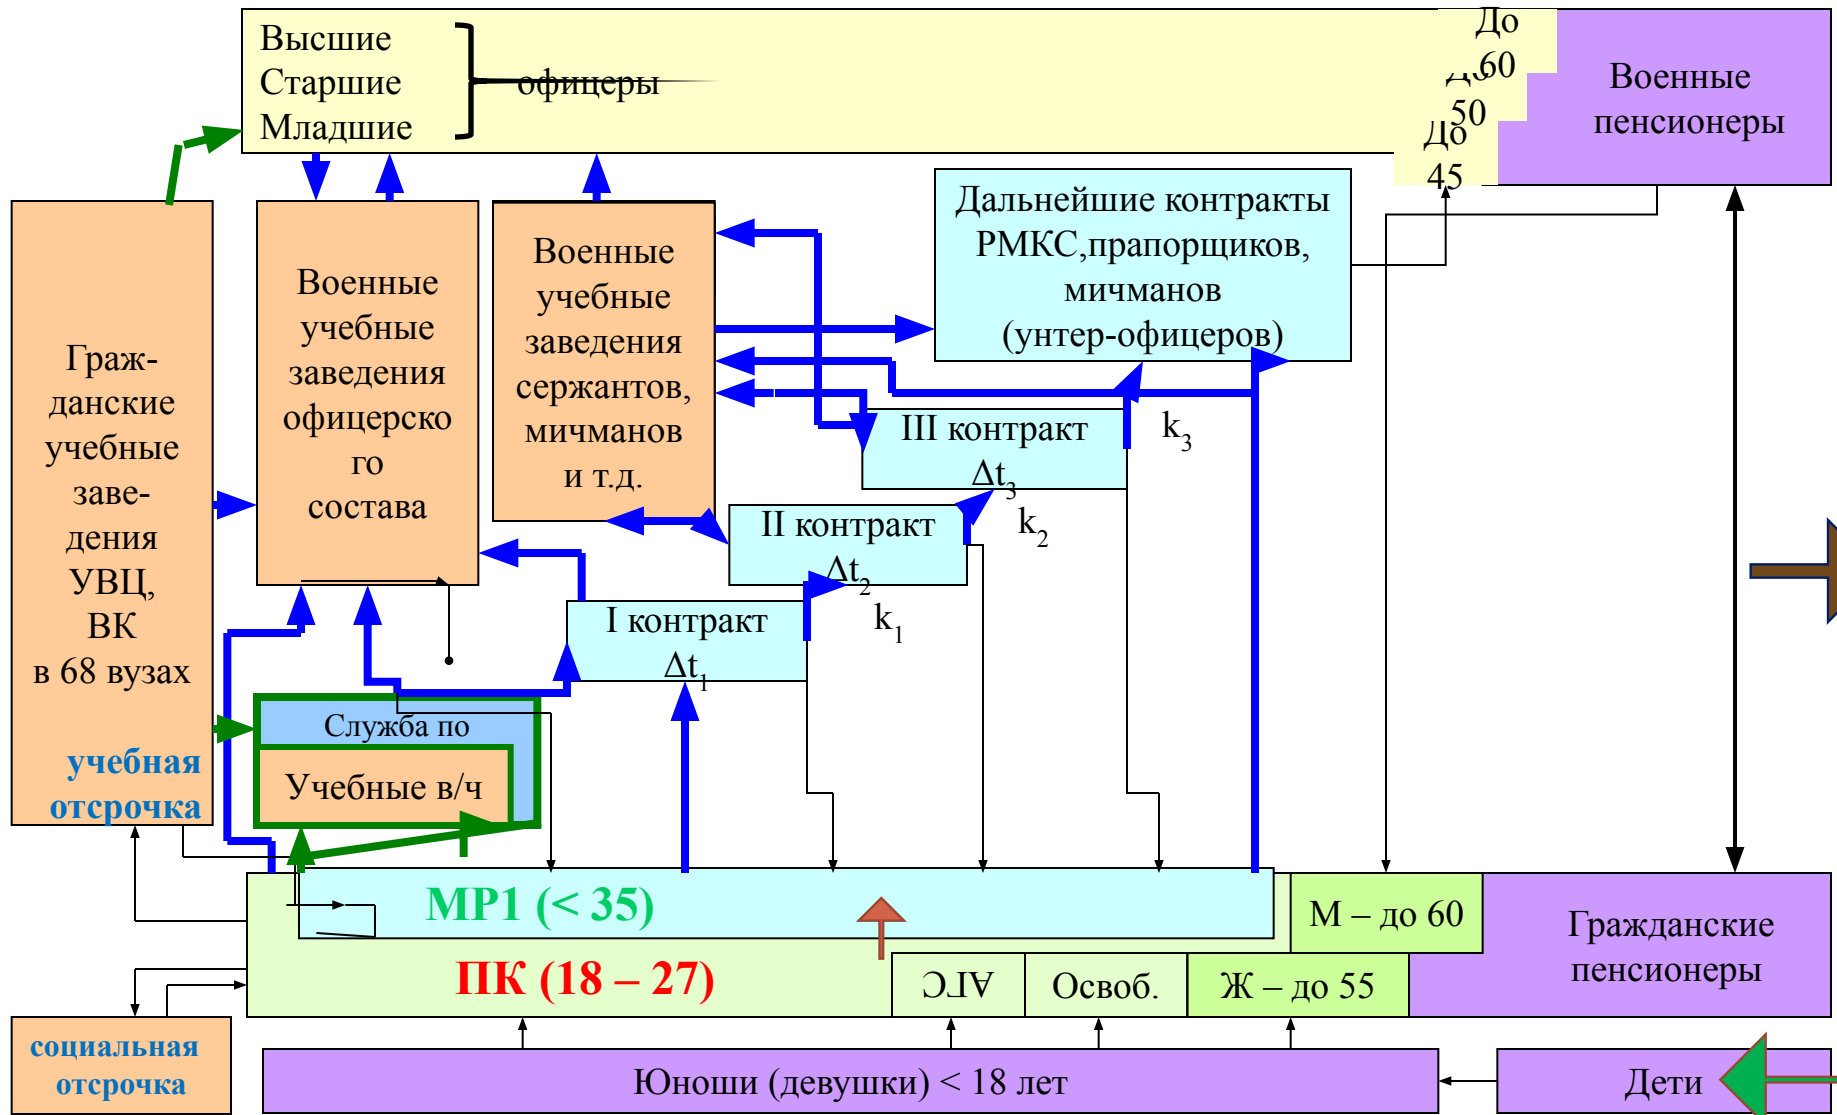 Высшие
Старшие
Младшие
офицеры
До
60
До
50
До
45
Военные
пенсионеры
Граж-
данские
учебные
заве-
дения
УВЦ,
ВК
в 68 вузах
учебная
отсрочка
Военные
учебные
заведения
офицерско
го
состава
Военные
учебные
заведения
сержантов,
мичманов
и т.д.
Дальнейшие контракты
РМКС,прапорщиков,
мичманов
(унтер-офицеров)
III контракт
Δt3
k3
II контракт
Δt2
k2
I контракт
Δt1
k1
Служба по
Учебные в/ч
МР1 (< 35)
ПК (18 – 27)
АГС
Освоб.
Ж – до 55
М – до 60
Гражданские
пенсионеры
социальная
отсрочка
Юноши (девушки) < 18 лет
Дети